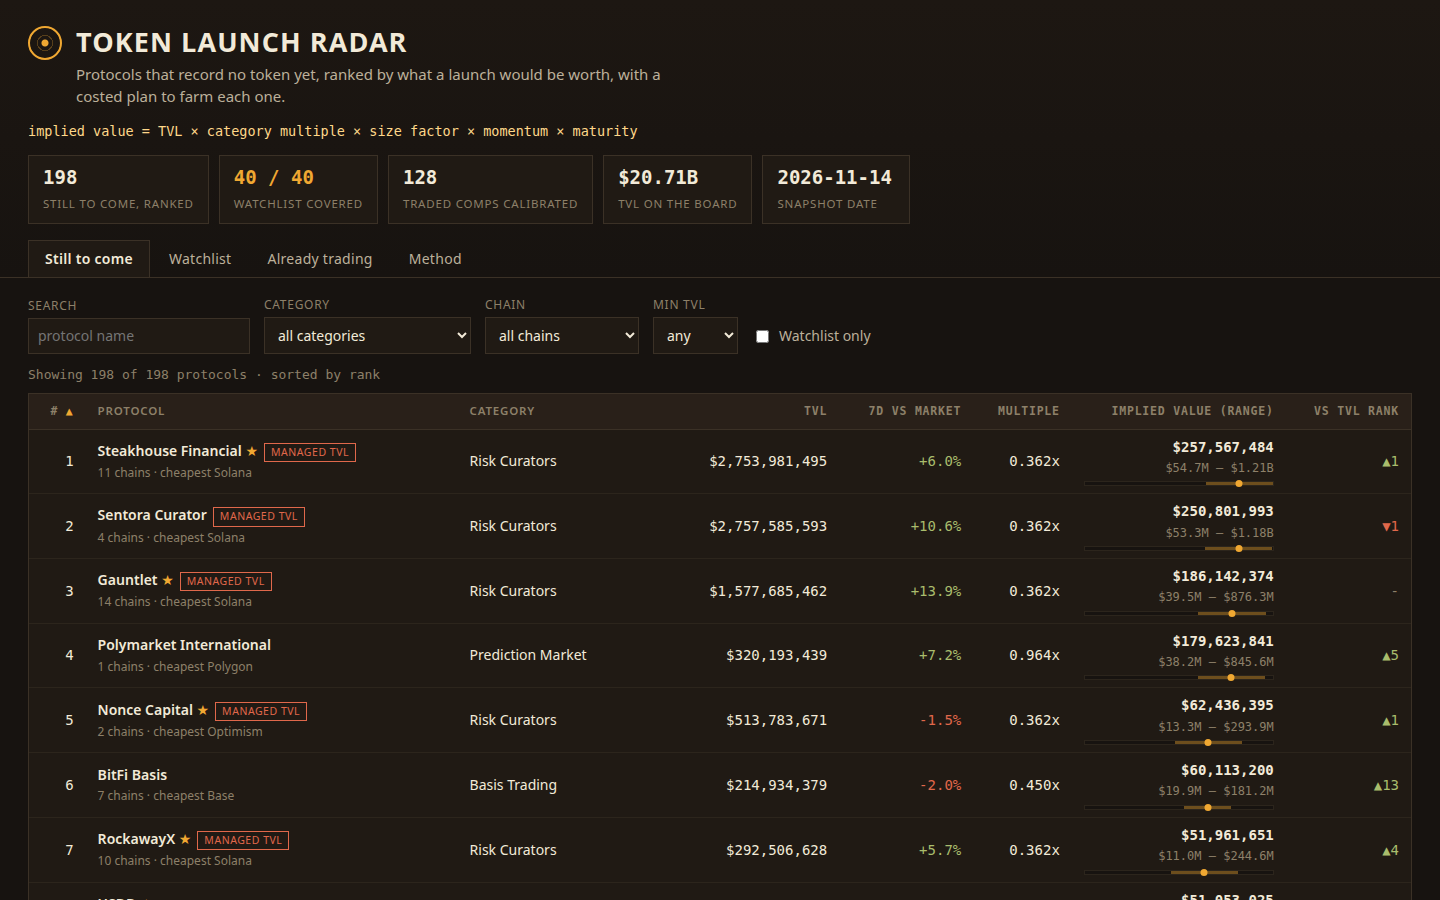 TOKEN LAUNCH RADAR
Protocols that record no token yet, ranked by what a launch would be worth, with a
costed plan to farm each one.
implied value = TVL × category multiple × size factor × momentum × maturity
198
STILL TO COME, RANKED
40 / 40
WATCHLIST COVERED
128
TRADED COMPS CALIBRATED
$20.71B
TVL ON THE BOARD
2026-11-14
SNAPSHOT DATE
Still to come Watchlist Already trading Method
SEARCH CATEGORY CHAIN MIN TVL
protocol name all categories all chains any Watchlist only
Showing 198 of 198 protocols · sorted by rank
# ▲ PROTOCOL CATEGORY TVL 7D VS MARKET MULTIPLE IMPLIED VALUE (RANGE) VS TVL RANK
1 Steakhouse Financial ★ MANAGED TVL Risk Curators $2,753,981,495 +6.0% 0.362x $257,567,484 ▲1
11 chains · cheapest Solana $54.7M — $1.21B
2 Sentora Curator MANAGED TVL Risk Curators $2,757,585,593 +10.6% 0.362x $250,801,993 ▼1
4 chains · cheapest Solana $53.3M — $1.18B
3 Gauntlet ★ MANAGED TVL Risk Curators $1,577,685,462 +13.9% 0.362x $186,142,374 -
14 chains · cheapest Solana $39.5M — $876.3M
4 Polymarket International Prediction Market $320,193,439 +7.2% 0.964x $179,623,841 ▲5
1 chains · cheapest Polygon $38.2M — $845.6M
5 Nonce Capital ★ MANAGED TVL Risk Curators $513,783,671 -1.5% 0.362x $62,436,395 ▲1
2 chains · cheapest Optimism $13.3M — $293.9M
6 BitFi Basis Basis Trading $214,934,379 -2.0% 0.450x $60,113,200 ▲13
7 chains · cheapest Base $19.9M — $181.2M
7 RockawayX ★ MANAGED TVL Risk Curators $292,506,628 +5.7% 0.362x $51,961,651 ▲4
10 chains · cheapest Solana $11.0M — $244.6M